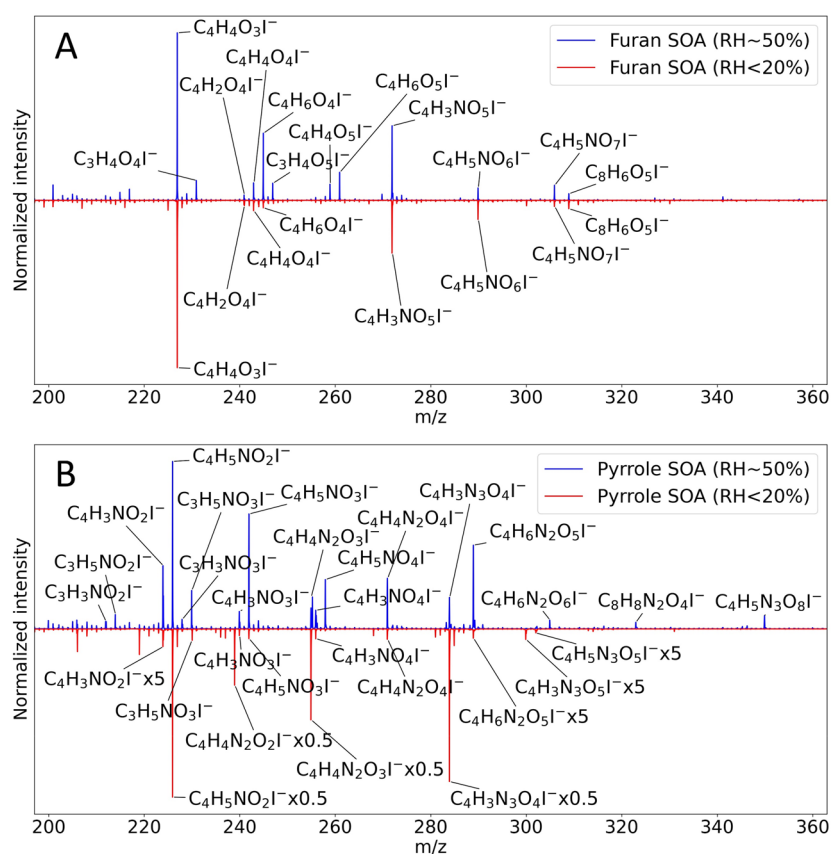 A
Furan SOA (RH~50%)
Furan SOA (RH<20%)
C₄H₄O₃I⁻
C₄H₄O₄I⁻
C₄H₂O₄I⁻
C₄H₆O₅I⁻
C₄H₆O₄I⁻
C₄H₃NO₅I⁻
C₄H₄O₅I⁻
C₄H₅NO₇I⁻
C₃H₄O₄I⁻
C₃H₄O₅I⁻
C₄H₅NO₆I⁻
C₈H₆O₅I⁻
C₄H₆O₄I⁻
C₈H₆O₅I⁻
C₄H₄O₄I⁻
C₄H₅NO₇I⁻
C₄H₅NO₆I⁻
C₄H₂O₄I⁻
C₄H₃NO₅I⁻
C₄H₄O₃I⁻
Normalized intensity
200 220 240 260 280 300 320 340 360
m/z
B
Pyrrole SOA (RH~50%)
Pyrrole SOA (RH<20%)
C₄H₅NO₂I⁻
C₃H₅NO₃I⁻
C₄H₅NO₃I⁻
C₄H₃N₃O₄I⁻
C₄H₃NO₂I⁻
C₄H₄N₂O₄I⁻
C₄H₄N₂O₃I⁻
C₄H₆N₂O₅I⁻
C₃H₅NO₂I⁻
C₃H₃NO₃I⁻
C₄H₅NO₄I⁻
C₃H₃NO₂I⁻
C₄H₃NO₃I⁻
C₄H₃NO₄I⁻
C₄H₆N₂O₆I⁻
C₈H₈N₂O₄I⁻
C₄H₅N₃O₈I⁻
C₄H₃NO₃I⁻
C₄H₃NO₄I⁻
C₄H₅N₃O₅I⁻x5
C₄H₃NO₂I⁻x5
C₄H₅NO₃I⁻
C₄H₄N₂O₄I⁻
C₄H₃N₃O₅I⁻x5
C₃H₅NO₃I⁻
C₄H₆N₂O₅I⁻x5
C₄H₄N₂O₂I⁻x0.5
C₄H₄N₂O₃I⁻x0.5
C₄H₅NO₂I⁻x0.5
C₄H₃N₃O₄I⁻x0.5
Normalized intensity
200 220 240 260 280 300 320 340 360
m/z